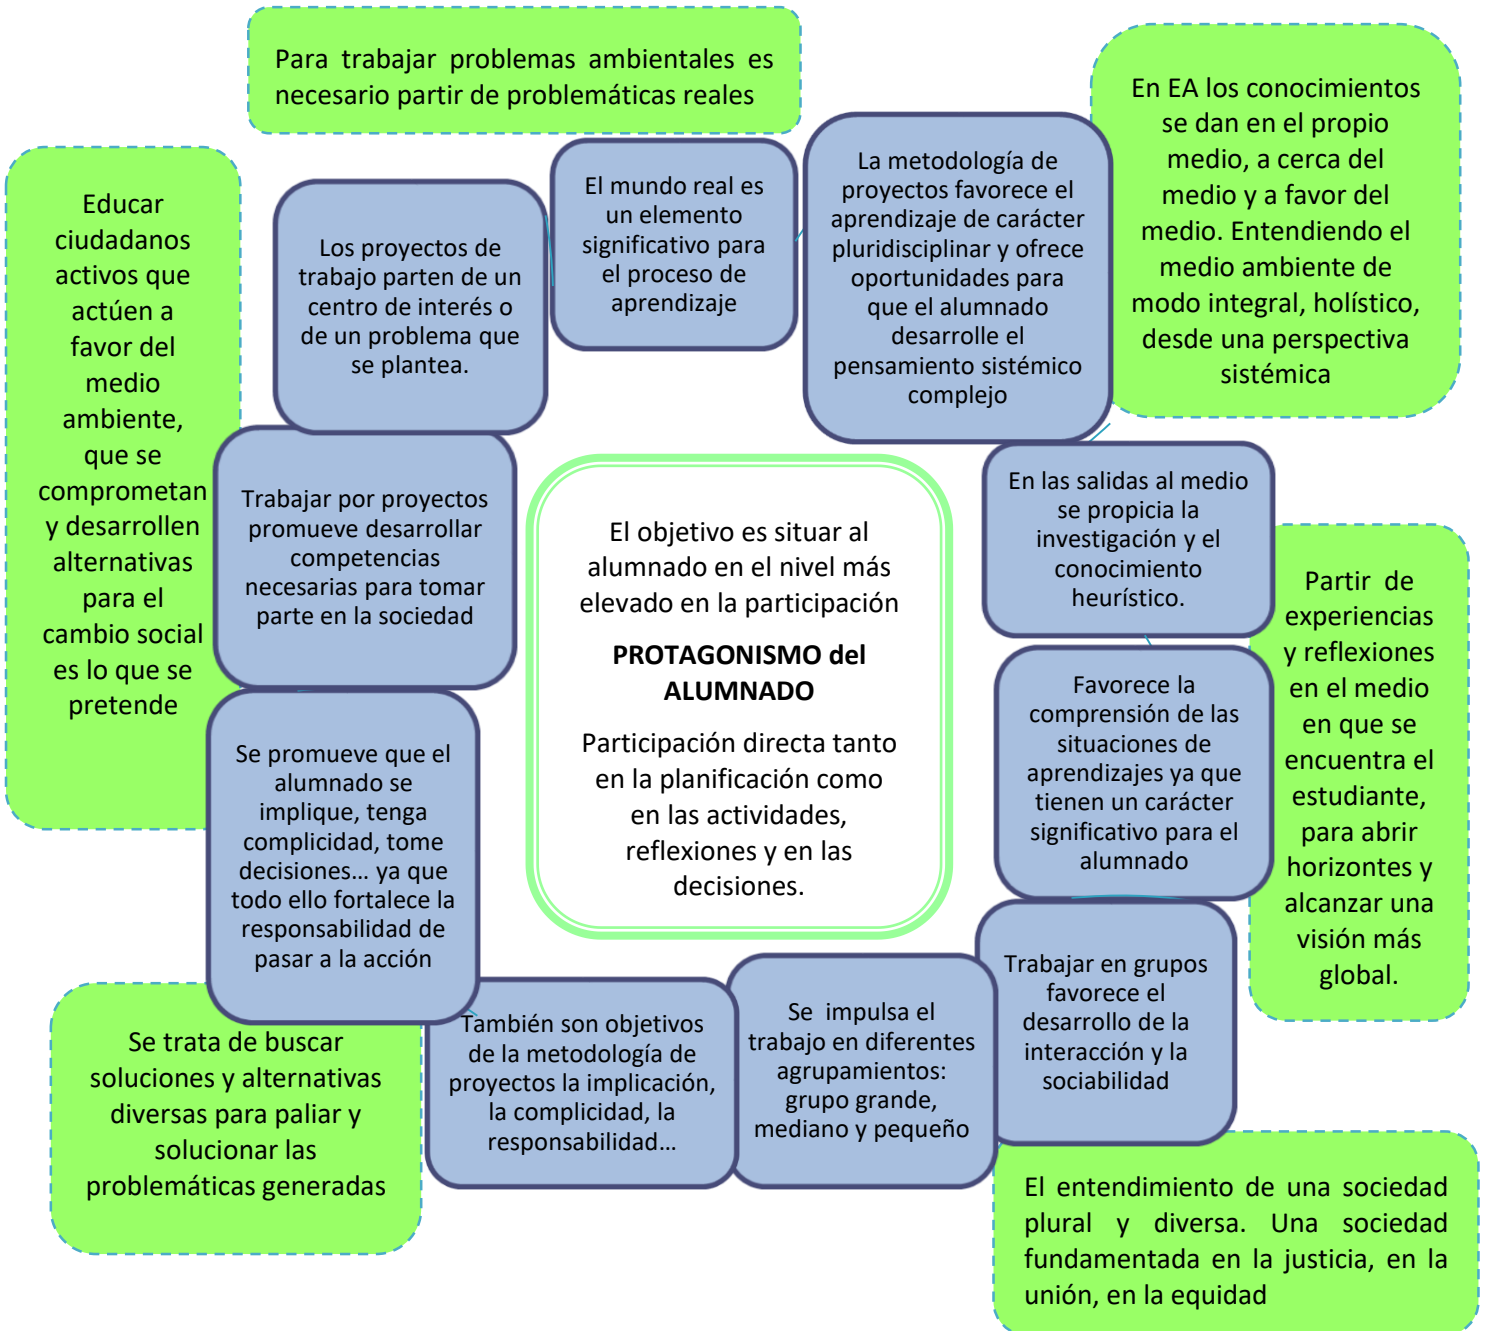 Para trabajar problemas ambientales es
necesario partir de problemáticas reales
En EA los conocimientos
se dan en el propio
medio, a cerca del
medio y a favor del
medio. Entendiendo el
medio ambiente de
modo integral, holístico,
desde una perspectiva
sistémica
Educar
ciudadanos
activos que
actúen a
favor del
medio
ambiente,
que se
comprometan
y desarrollen
alternativas
para el
cambio social
es lo que se
pretende
Los proyectos de
trabajo parten de un
centro de interés o
de un problema que
se plantea.
El mundo real es
un elemento
significativo para
el proceso de
aprendizaje
La metodología de
proyectos favorece el
aprendizaje de carácter
pluridisciplinar y ofrece
oportunidades para
que el alumnado
desarrolle el
pensamiento sistémico
complejo
Trabajar por proyectos
promueve desarrollar
competencias
necesarias para tomar
parte en la sociedad
El objetivo es situar al
alumnado en el nivel más
elevado en la participación
PROTAGONISMO del
ALUMNADO
Participación directa tanto
en la planificación como
en las actividades,
reflexiones y en las
decisiones.
En las salidas al medio
se propicia la
investigación y el
conocimiento
heurístico.
Partir de
experiencias
y reflexiones
en el medio
en que se
encuentra el
estudiante,
para abrir
horizontes y
alcanzar una
visión más
global.
Favorece la
comprensión de las
situaciones de
aprendizajes ya que
tienen un carácter
significativo para el
alumnado
Se promueve que el
alumnado se
implique, tenga
complicidad, tome
decisiones... ya que
todo ello fortalece la
responsabilidad de
pasar a la acción
Trabajar en grupos
favorece el
desarrollo de la
interacción y la
sociabilidad
Se impulsa el
trabajo en diferentes
agrupamientos:
grupo grande,
mediano y pequeño
También son objetivos
de la metodología de
proyectos la implicación,
la complicidad, la
responsabilidad...
Se trata de buscar
soluciones y alternativas
diversas para paliar y
solucionar las
problemáticas generadas
El entendimiento de una sociedad
plural y diversa. Una sociedad
fundamentada en la justicia, en la
unión, en la equidad